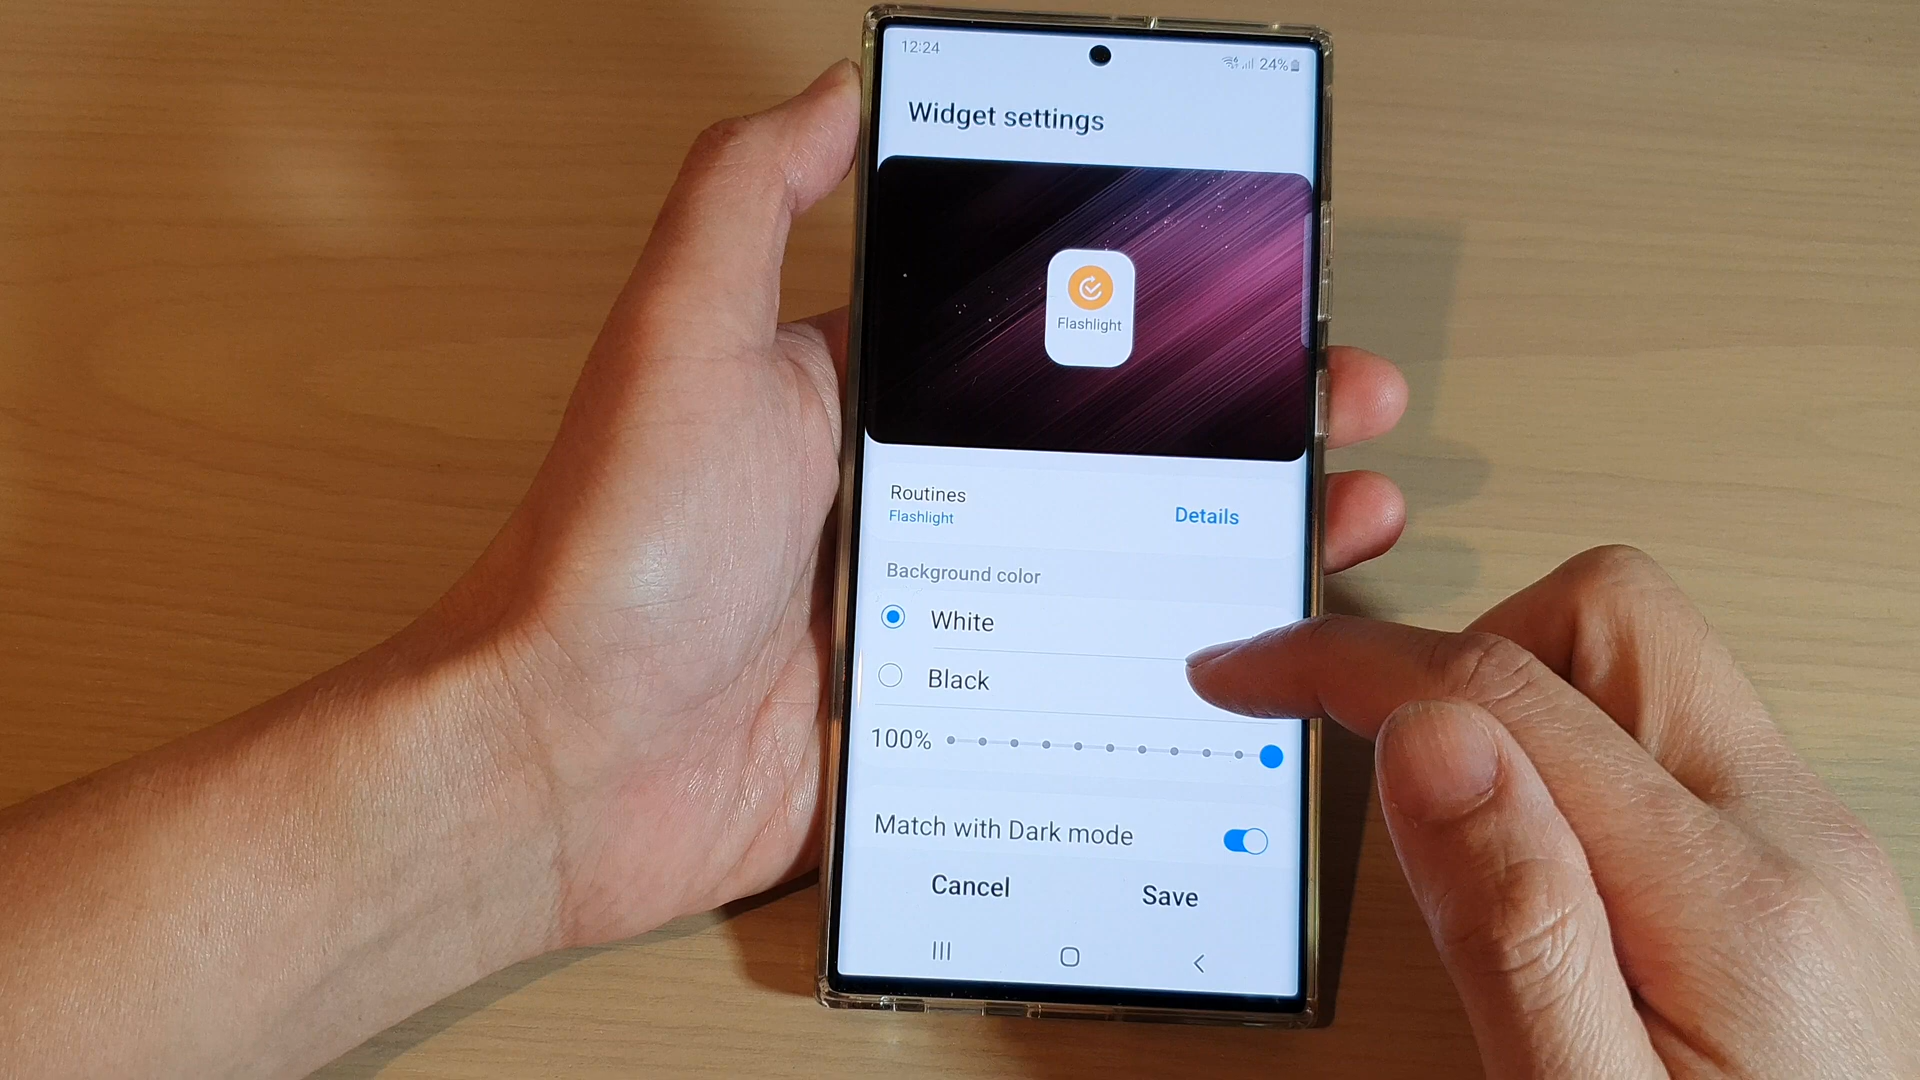 12:24
24%
Widget settings
Flashlight
Routines
Flashlight
Details
Background color
White
Black
100%
Match with Dark mode
Cancel
Save